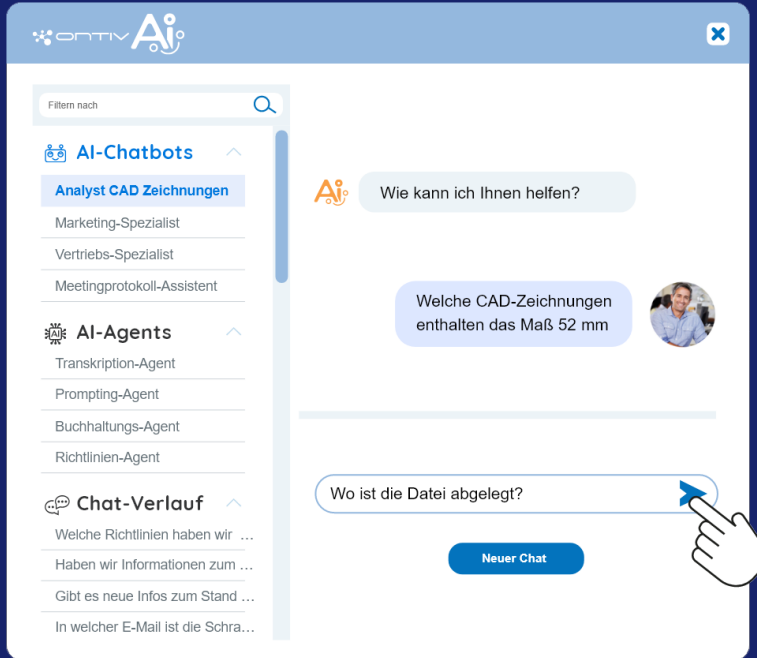 ontiv Ai
Filtern nach
AI-Chatbots
Analyst CAD Zeichnungen
Marketing-Spezialist
Vertriebs-Spezialist
Meetingprotokoll-Assistent
AI-Agents
Transkription-Agent
Prompting-Agent
Buchhaltungs-Agent
Richtlinien-Agent
Chat-Verlauf
Welche Richtlinien haben wir ...
Haben wir Informationen zum ...
Gibt es neue Infos zum Stand ...
In welcher E-Mail ist die Schra...
Ai
Wie kann ich Ihnen helfen?
Welche CAD-Zeichnungen
enthalten das Maß 52 mm
Wo ist die Datei abgelegt?
Neuer Chat